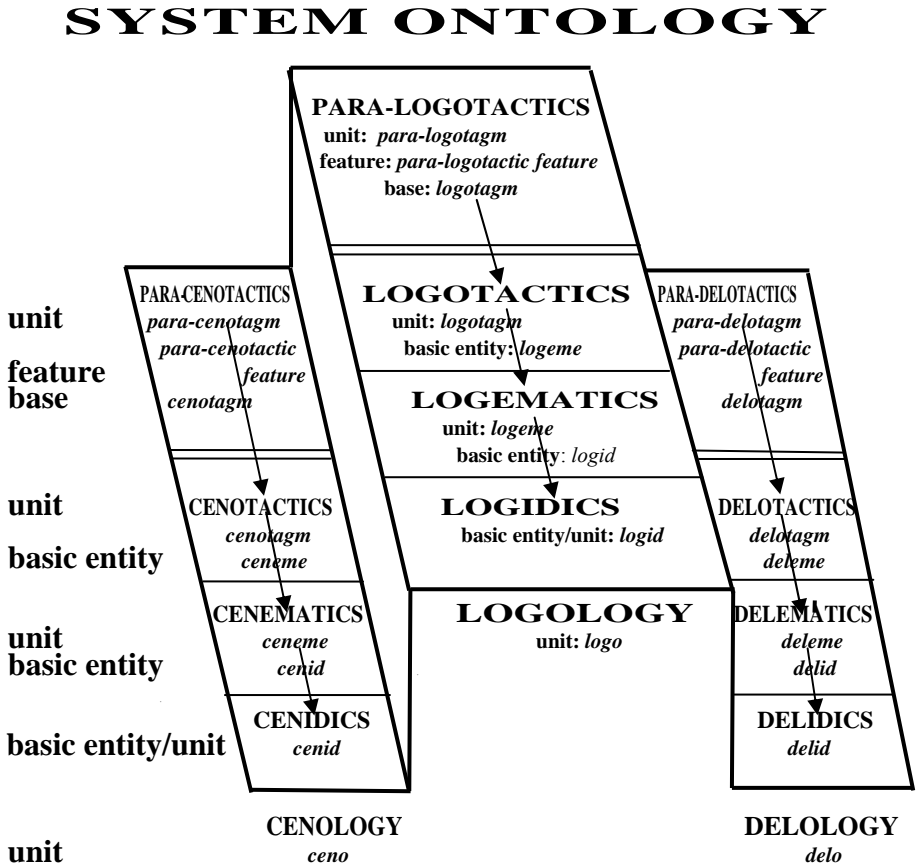 SYSTEM ONTOLOGY
PARA-LOGOTACTICS
unit: para-logotagm
feature: para-logotactic feature
base: logotagm
PARA-CENOTACTICS LOGOTACTICS PARA-DELOTACTICS
unit para-cenotagm unit: logotagm para-delotagm
para-cenotactic basic entity: logeme para-delotactic
feature feature feature
base cenotagm LOGEMATICS delotagm
unit: logeme
basic entity: logid
unit CENOTACTICS LOGIDICS DELOTACTICS
cenotagm basic entity/unit: logid delotagm
basic entity ceneme deleme
CENEMATICS LOGOLOGY DELEMATICS
unit ceneme unit: logo deleme
basic entity cenid delid
CENIDICS DELIDICS
basic entity/unit cenid delid
CENOLOGY DELOLOGY
unit ceno delo